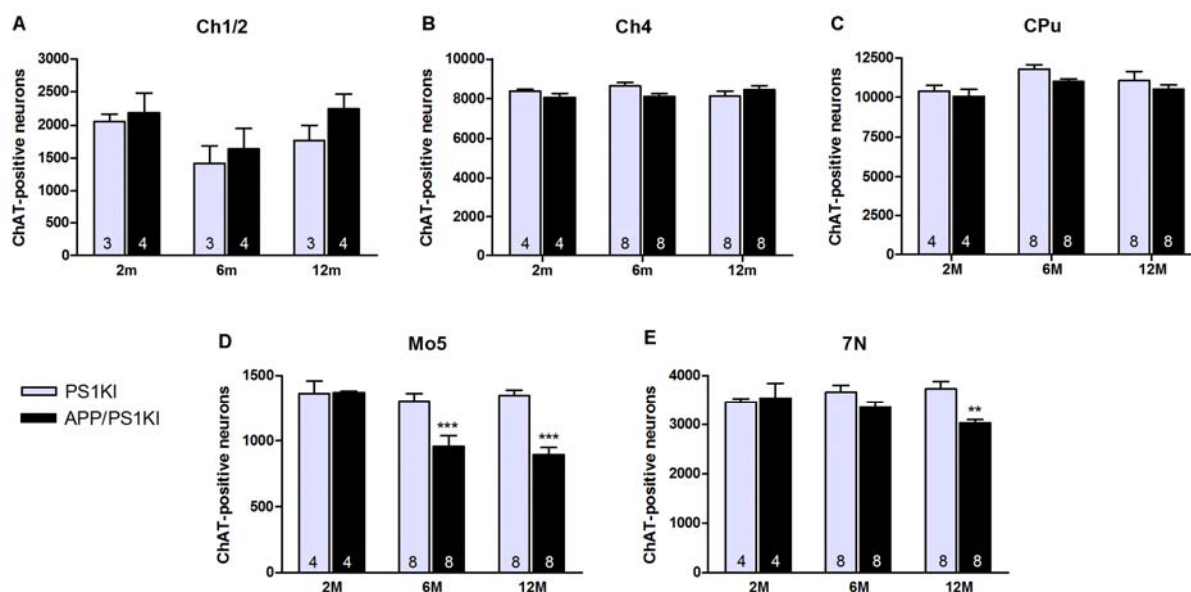 A
Ch1/2
ChAT-positive neurons
3000
2500
2000
1500
1000
500
0
3 4 3 4 3 4
2m 6m 12m
B
Ch4
ChAT-positive neurons
10000
8000
6000
4000
2000
0
4 4 8 8 8 8
2m 6m 12m
C
CPu
ChAT-positive neurons
12500
10000
7500
5000
2500
0
4 4 8 8 8 8
2M 6M 12M
PS1KI
APP/PS1KI
D
Mo5
ChAT-positive neurons
1500
1000
500
0
*** ***
4 4 8 8 8 8
2M 6M 12M
E
7N
ChAT-positive neurons
4000
3000
2000
1000
0
**
4 4 8 8 8 8
2M 6M 12M